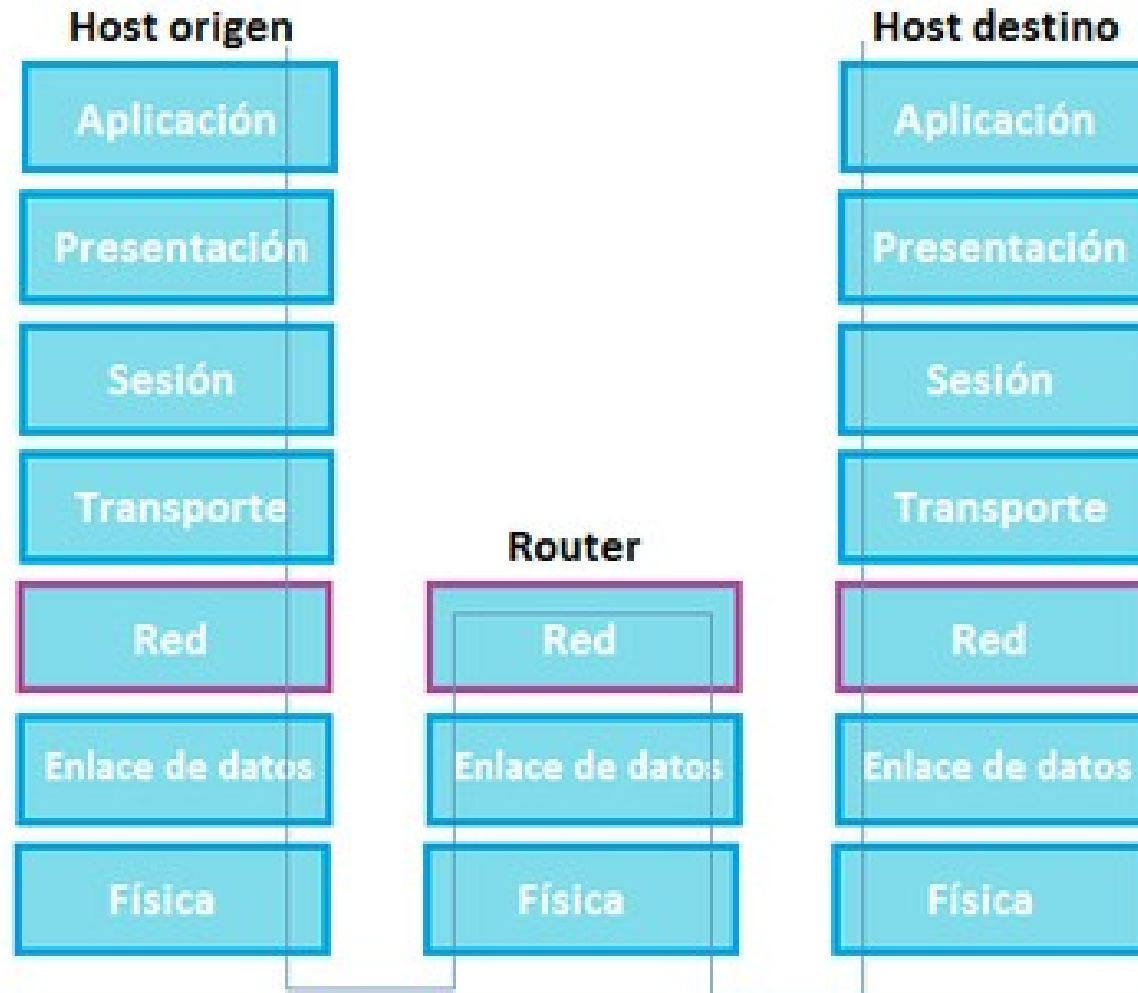 Host origen
Aplicación
Presentación
Sesión
Transporte
Red
Enlace de datos
Física
Router
Red
Enlace de datos
Física
Host destino
Aplicación
Presentación
Sesión
Transporte
Red
Enlace de datos
Física